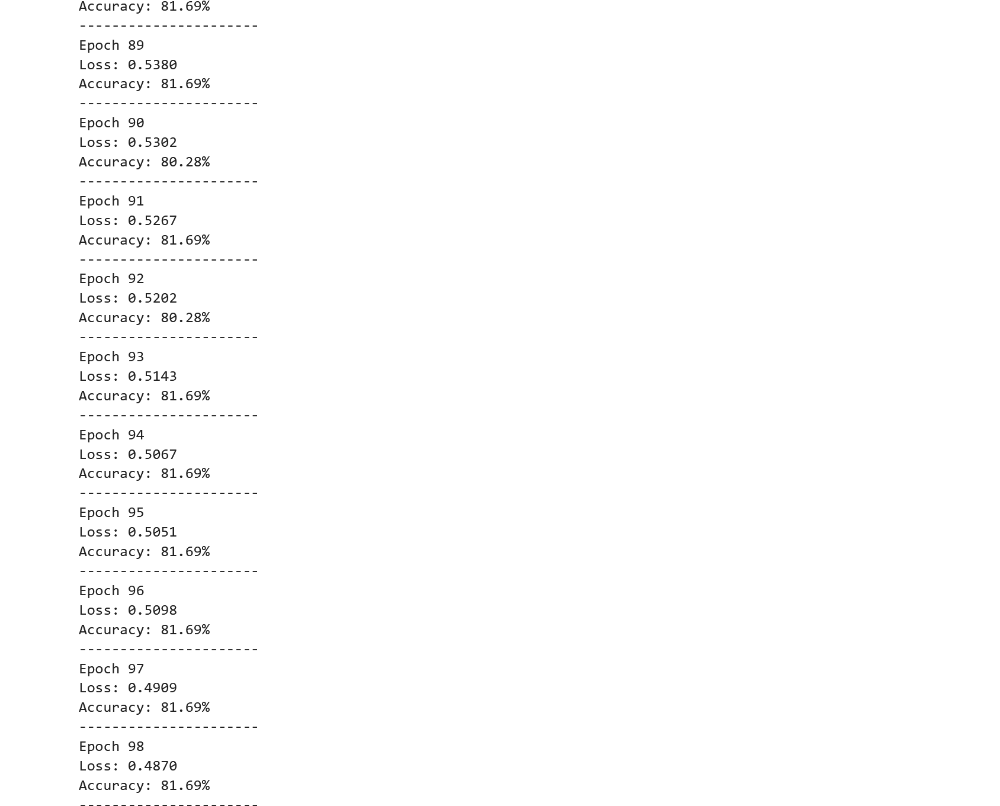 Accuracy: 81.69%
----------------------
Epoch 89
Loss: 0.5380
Accuracy: 81.69%
----------------------
Epoch 90
Loss: 0.5302
Accuracy: 80.28%
----------------------
Epoch 91
Loss: 0.5267
Accuracy: 81.69%
----------------------
Epoch 92
Loss: 0.5202
Accuracy: 80.28%
----------------------
Epoch 93
Loss: 0.5143
Accuracy: 81.69%
----------------------
Epoch 94
Loss: 0.5067
Accuracy: 81.69%
----------------------
Epoch 95
Loss: 0.5051
Accuracy: 81.69%
----------------------
Epoch 96
Loss: 0.5098
Accuracy: 81.69%
----------------------
Epoch 97
Loss: 0.4909
Accuracy: 81.69%
----------------------
Epoch 98
Loss: 0.4870
Accuracy: 81.69%
----------------------